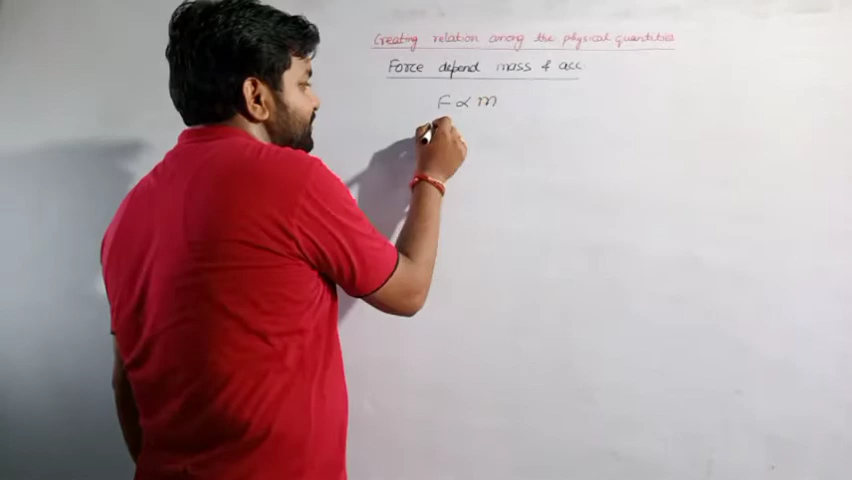 Creating relation among the physical quantities
Force depend mass & acc
F ∝ m